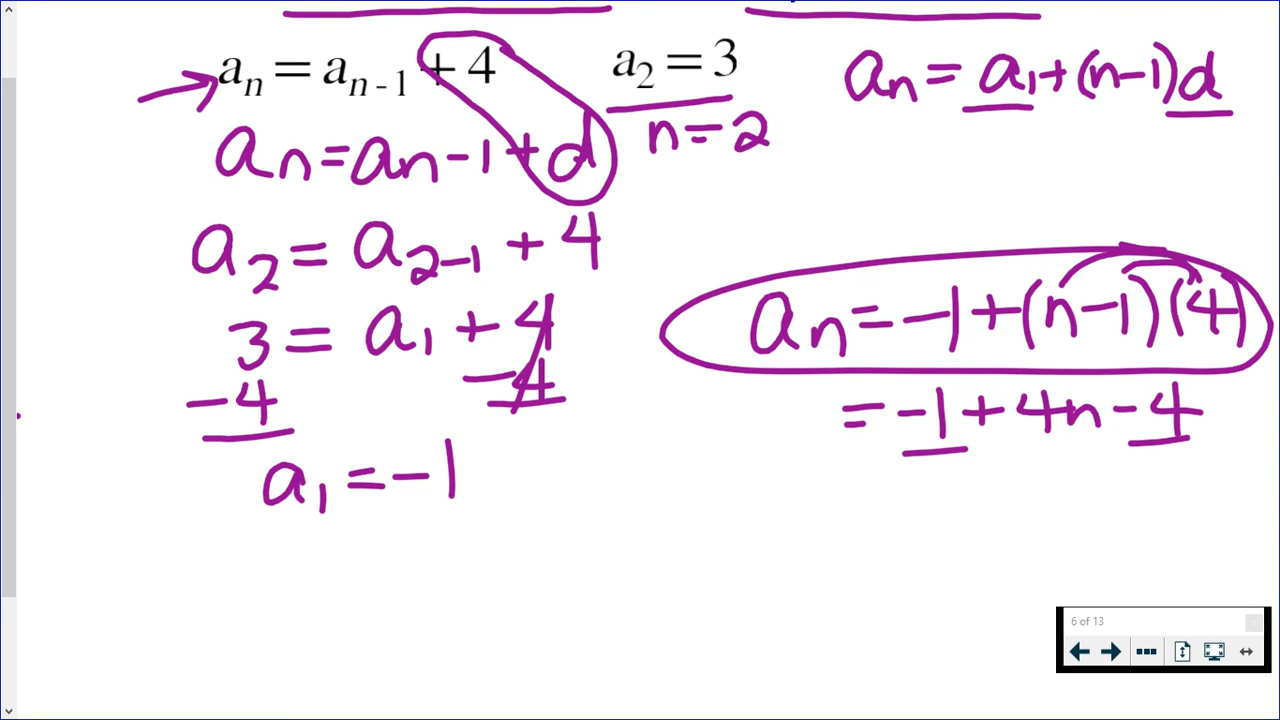 aₙ = aₙ₋₁ + 4    a₂ = 3    aₙ = a₁ + (n-1)d
n = 2
aₙ = an-1 + d
a₂ = a₂₋₁ + 4
3 = a₁ + 4    aₙ = -1 + (n-1)(4)
-4    -4    = -1 + 4n - 4
a₁ = -1
6 of 13